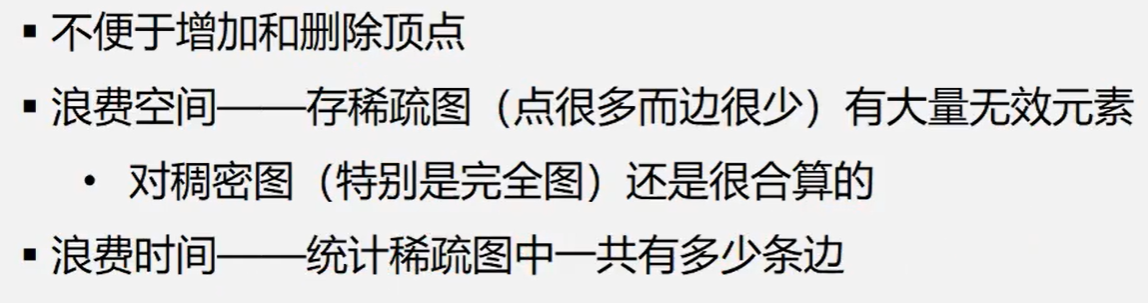 ▪ 不便于增加和删除顶点
▪ 浪费空间——存稀疏图（点很多而边很少）有大量无效元素
• 对稠密图（特别是完全图）还是很合算的
▪ 浪费时间——统计稀疏图中一共有多少条边